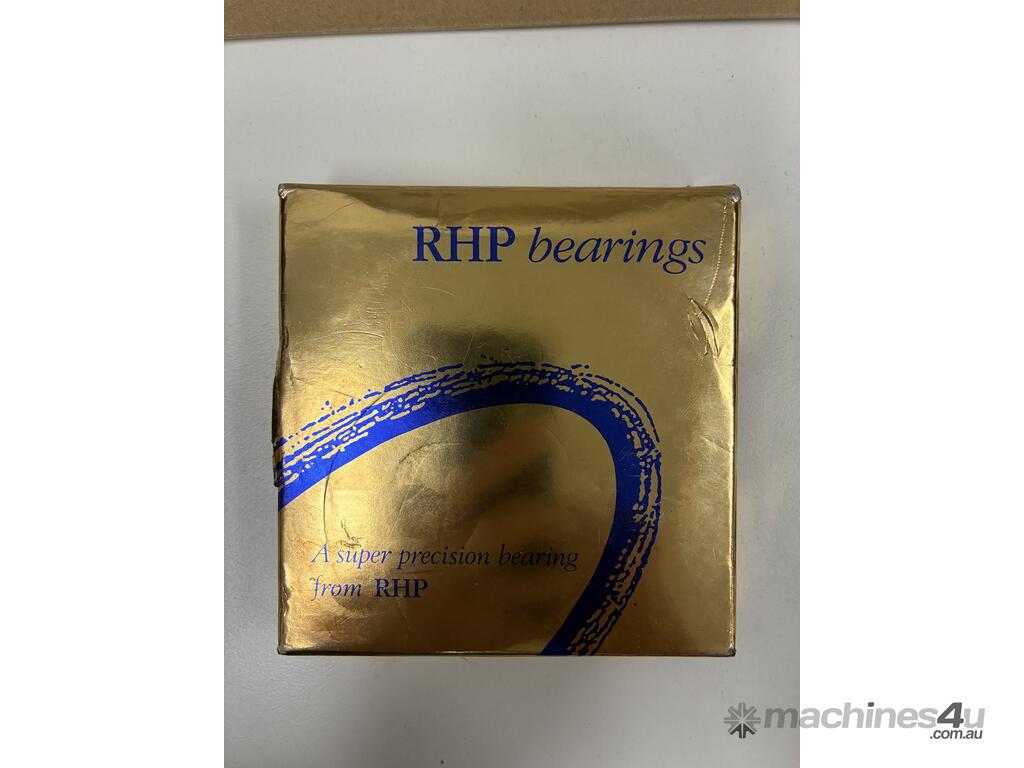 RHP bearings
A super precision bearing
from RHP
machines4u
.com.au